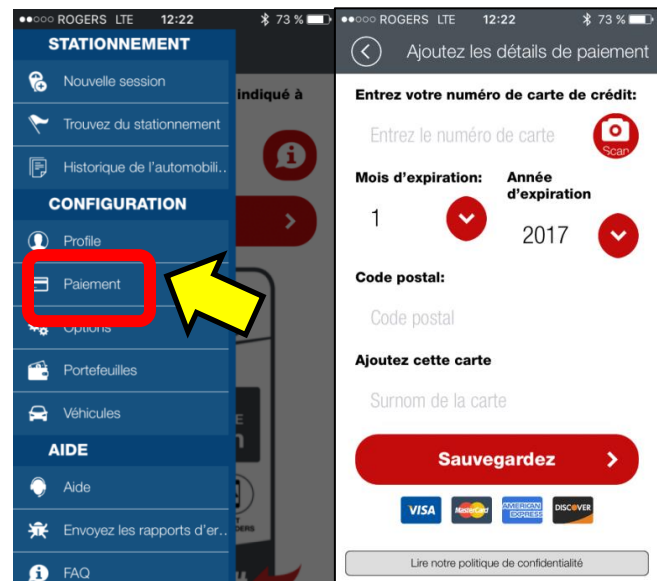 ROGERS LTE 12:22 73 %
STATIONNEMENT
Nouvelle session
Trouvez du stationnement
Historique de l'automobili..
CONFIGURATION
Profile
Paiement
Options
Portefeuilles
Véhicules
AIDE
Aide
Envoyez les rapports d'er..
FAQ
indiqué à
ROGERS LTE 12:22 73 %
Ajoutez les détails de paiement
Entrez votre numéro de carte de crédit:
Entrez le numéro de carte
Scan
Mois d'expiration:
1
Année
d'expiration
2017
Code postal:
Code postal
Ajoutez cette carte
Surnom de la carte
Sauvegardez
VISA MasterCard AMERICAN EXPRESS DISCOVER
Lire notre politique de confidentialité